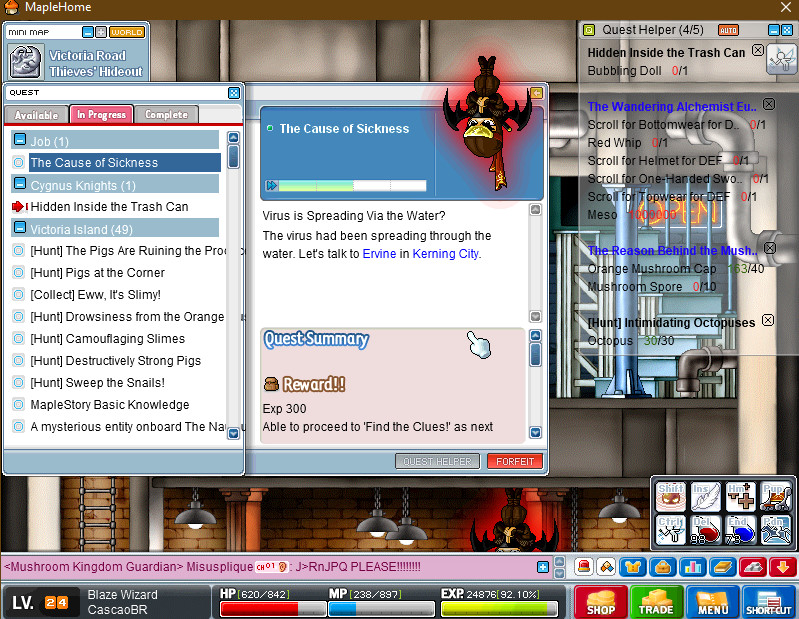 MapleHome
MINI MAP
WORLD
Victoria Road
Thieves' Hideout
Quest Helper (4/5)
AUTO
Hidden Inside the Trash Can
Bubbling Doll 0/1
The Wandering Alchemist Eu..
Scroll for Bottomwear for D.. 0/1
Red Whip 0/1
Scroll for Helmet for DEF 0/1
Scroll for One-Handed Swo.. 0/1
Scroll for Topwear for DEF 0/1
Meso 1000000
OPEN
The Reason Behind the Mush..
Orange Mushroom Cap 163/40
Mushroom Spore 0/10
[Hunt] Intimidating Octopuses
Octopus 30/30
QUEST
Available
In Progress
Complete
Job (1)
The Cause of Sickness
Cygnus Knights (1)
Hidden Inside the Trash Can
Victoria Island (49)
[Hunt] The Pigs Are Ruining the Proc
[Hunt] Pigs at the Corner
[Collect] Eww, It's Slimy!
[Hunt] Drowsiness from the Orange
[Hunt] Camouflaging Slimes
[Hunt] Destructively Strong Pigs
[Hunt] Sweep the Snails!
MapleStory Basic Knowledge
A mysterious entity onboard The Nau
The Cause of Sickness
Virus is Spreading Via the Water?
The virus had been spreading through the
water. Let's talk to Ervine in Kerning City.
Quest Summary
Reward!!
Exp 300
Able to proceed to 'Find the Clues!' as next
QUEST HELPER
FORFEIT
Shift
Ins
Hm
Pup
Ctrl
Del
End
Pdn
98
73
<Mushroom Kingdom Guardian> Misusplique CH 01 : J>RnJPQ PLEASE!!!!!!!!
LV. 24
Blaze Wizard
CascaoBR
HP [620/842]
MP [238/897]
EXP. 24876 [92.10%]
SHOP
TRADE
MENU
SHORT-CUT